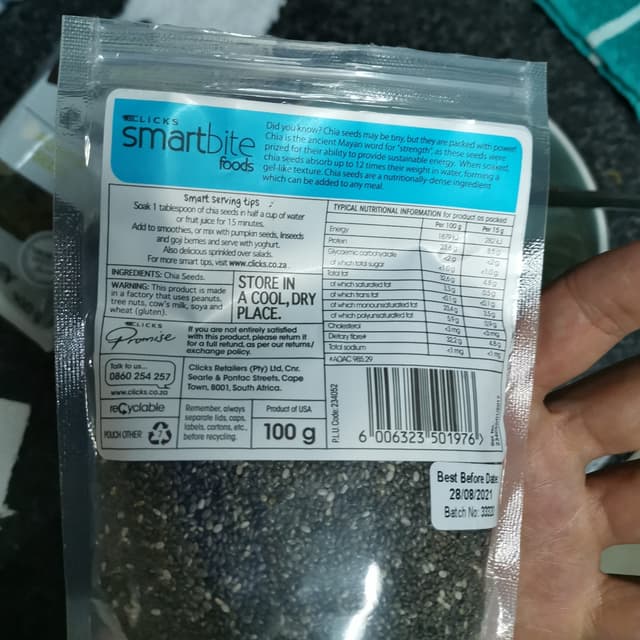 CLICKS
smartbite
foods
Did you know? Chia seeds may be tiny, but they are packed with power!
Chia is the ancient Mayan word for "strength", as these seeds were
prized for their ability to provide sustainable energy. When soaked,
chia seeds absorb up to 12 times their weight in water, forming a
gel-like texture. Chia seeds are a nutritionally-dense ingredient
which can be added to any meal.
Smart serving tips
Soak 1 tablespoon of chia seeds in half a cup of water
or fruit juice for 15 minutes.
Add to smoothies, or mix with pumpkin seeds, linseeds
and goji berries and serve with yoghurt.
Also delicious sprinkled over salads.
For more smart tips, visit www.clicks.co.za
INGREDIENTS: Chia Seeds.
WARNING: This product is made
in a factory that uses peanuts,
tree nuts, cow's milk, soya and
wheat (gluten).
STORE IN
A COOL, DRY
PLACE.
CLICKS
Promise
If you are not entirely satisfied
with this product, please return it
for a full refund, as per our returns/
exchange policy.
Talk to us...
0860 254 257
www.clicks.co.za
Clicks Retailers (Pty) Ltd, Cnr.
Searle & Pontac Streets, Cape
Town, 8001, South Africa.
recyclable
POUCH OTHER 7
Remember, always
separate lids, caps,
labels, cartons, etc.,
before recycling.
Product of USA
100 g
TYPICAL NUTRITIONAL INFORMATION for product as packed
Per 100 g Per 15 g
Energy
Protein
Glycaemic carbohydrate
of which total sugar
Total fat
of which saturated fat
of which trans fat
of which monounsaturated fat
of which polyunsaturated fat
Cholesterol
Dietary fibre#
32.2 g 4.8 g
Total sodium
#AOAC 985.29
P.L.U. Code: 234052
6 006323 501976
Best Before Date
28/08/2021
Batch No: